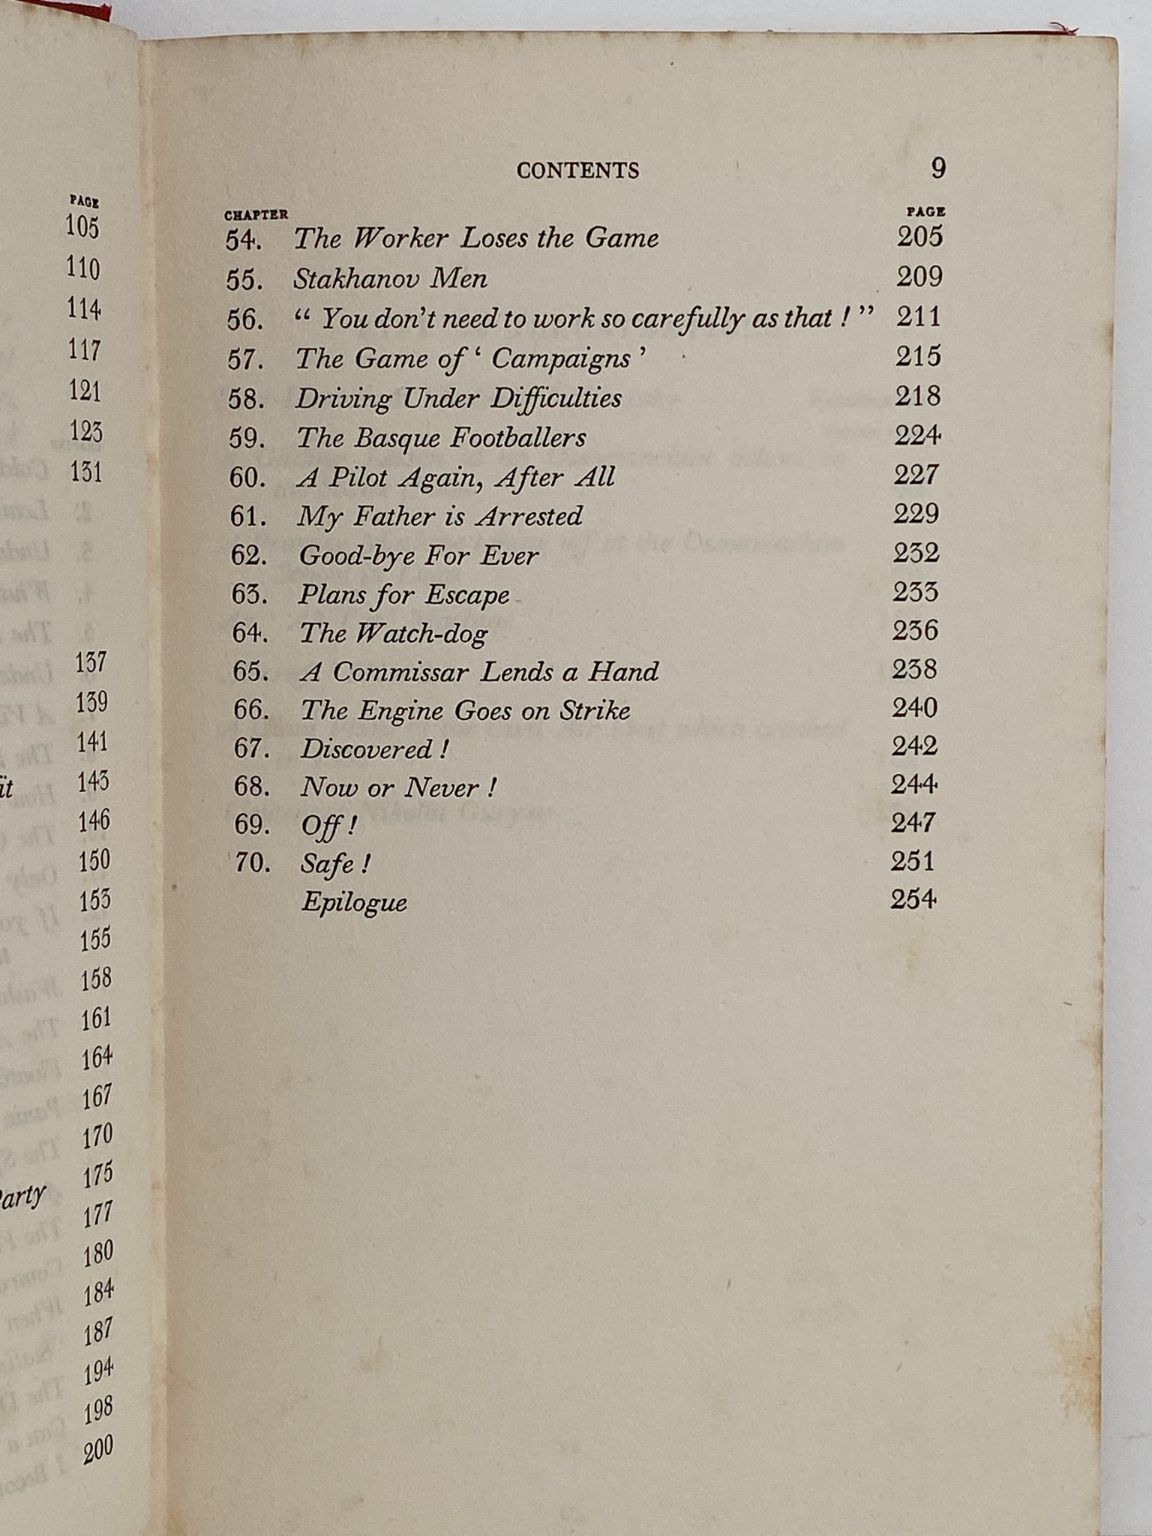 PAGE
105
110
114
117
121
123
131
137
139
141
143
146
150
153
155
158
161
164
167
170
175
177
180
184
187
194
198
200
CONTENTS 9
CHAPTER PAGE
54. The Worker Loses the Game 205
55. Stakhanov Men 209
56. “ You don’t need to work so carefully as that ! ” 211
57. The Game of ‘ Campaigns ’ 215
58. Driving Under Difficulties 218
59. The Basque Footballers 224
60. A Pilot Again, After All 227
61. My Father is Arrested 229
62. Good-bye For Ever 232
63. Plans for Escape 233
64. The Watch-dog 236
65. A Commissar Lends a Hand 238
66. The Engine Goes on Strike 240
67. Discovered ! 242
68. Now or Never ! 244
69. Off ! 247
70. Safe ! 251
Epilogue 254